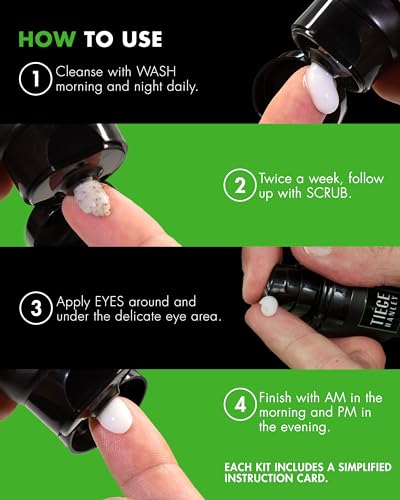 HOW TO USE
1 Cleanse with WASH
morning and night daily.
2 Twice a week, follow
up with SCRUB.
3 Apply EYES around and
under the delicate eye area.
TIEGE
HANLEY
4 Finish with AM in the
morning and PM in
the evening.
EACH KIT INCLUDES A SIMPLIFIED
INSTRUCTION CARD.